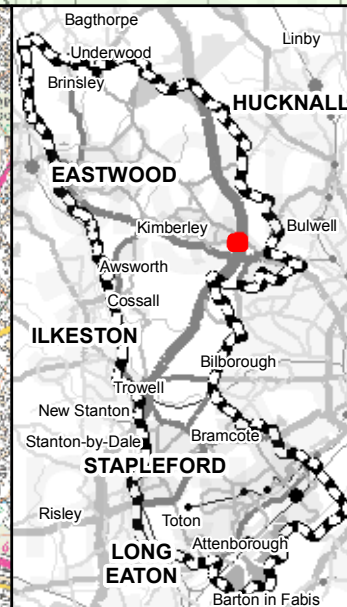 Bagthorpe
Linby
Underwood
Brinsley
HUCKNALL
EASTWOOD
Kimberley
Bulwell
Awsworth
Cossall
ILKESTON
Bilborough
Trowell
New Stanton
Bramcote
Stanton-by-Dale
STAPLEFORD
Risley
Toton
Attenborough
LONG
EATON
Barton in Fabis